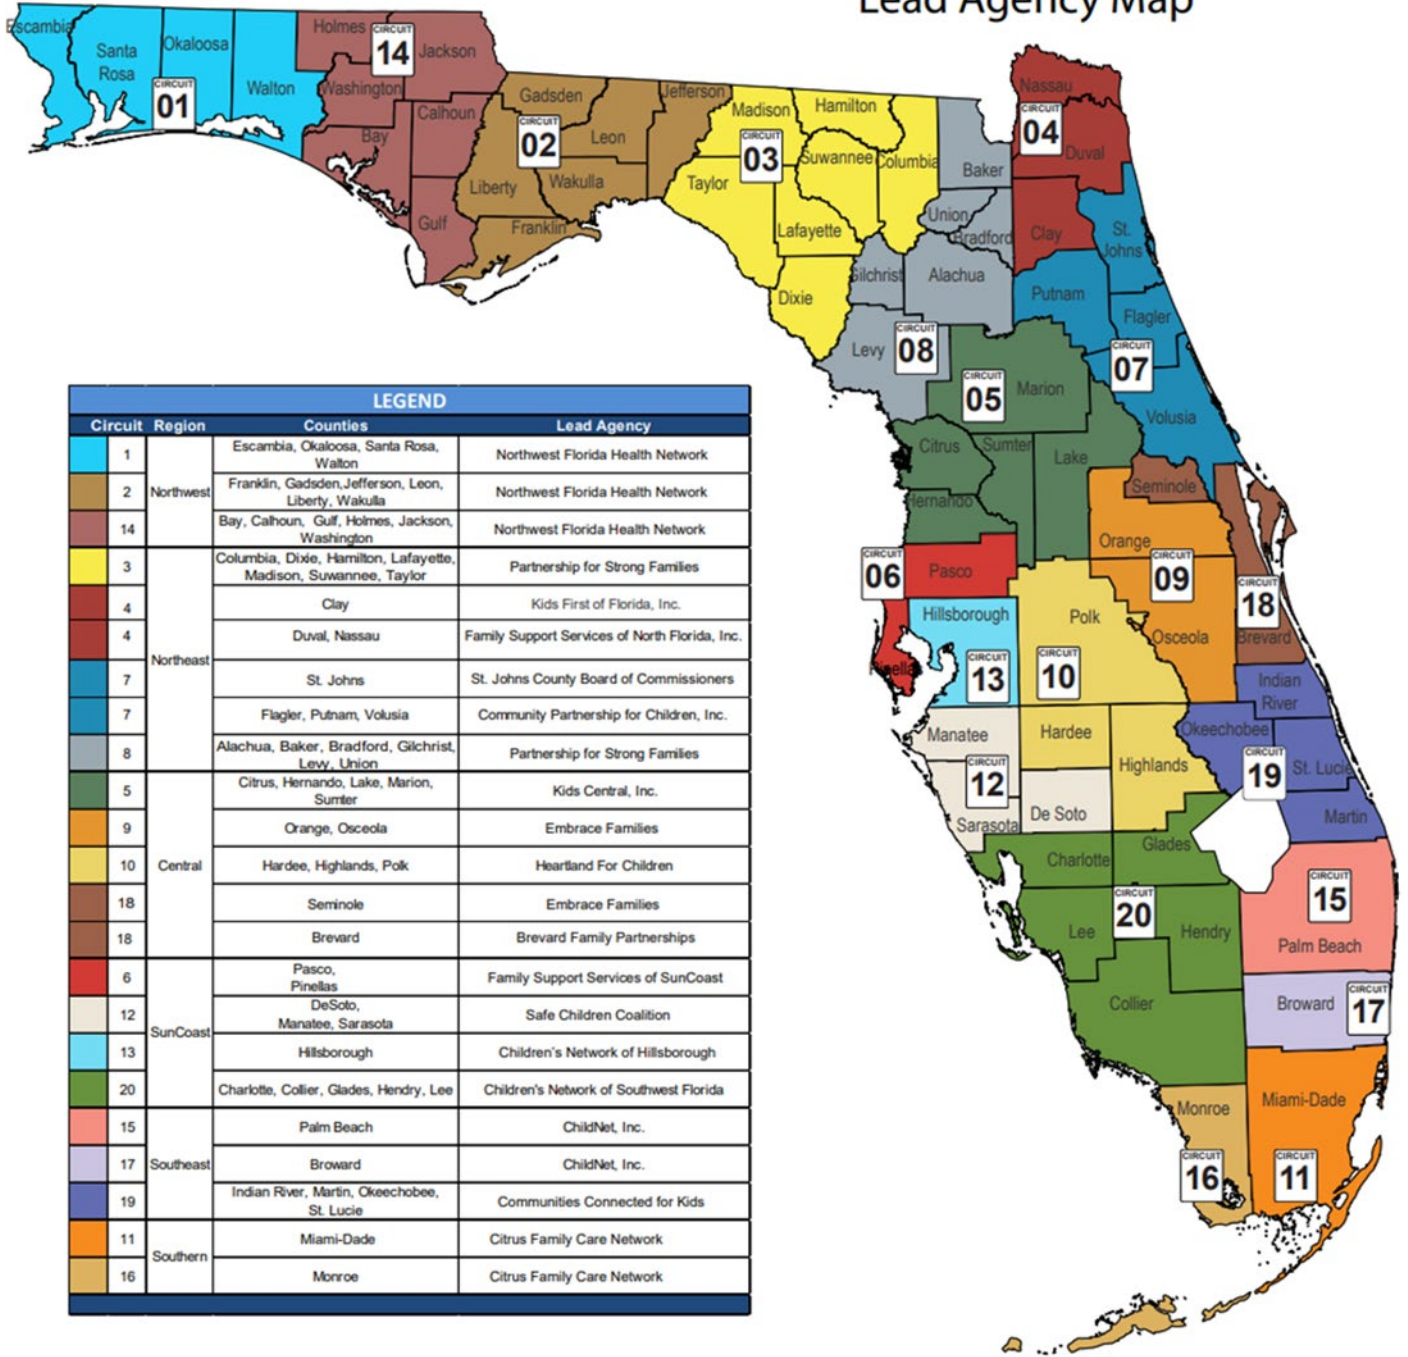 Lead Agency Map
Escambia
Santa
Rosa
Okaloosa
Walton
CIRCUIT
01
Holmes
CIRCUIT
14
Jackson
Washington
Calhoun
Bay
Gulf
Gadsden
Jefferson
CIRCUIT
02
Leon
Liberty
Wakulla
Franklin
Madison
Hamilton
CIRCUIT
03
Suwannee
Columbia
Taylor
Lafayette
Dixie
Nassau
CIRCUIT
04
Duval
Baker
Union
Bradford
Clay
St.
Johns
Gilchrist
Alachua
Putnam
Flagler
Levy
CIRCUIT
08
CIRCUIT
07
CIRCUIT
05
Marion
Volusia
Citrus
Sumter
Lake
Hernando
Seminole
Orange
CIRCUIT
06
Pasco
CIRCUIT
09
Hillsborough
Polk
CIRCUIT
18
Osceola
Brevard
Pinellas
CIRCUIT
13
CIRCUIT
10
Indian
River
Manatee
Hardee
Okeechobee
CIRCUIT
12
Highlands
CIRCUIT
19
St. Lucie
Sarasota
De Soto
Martin
Charlotte
Glades
CIRCUIT
15
Lee
CIRCUIT
20
Hendry
Palm Beach
Collier
Broward
CIRCUIT
17
Monroe
Miami-Dade
CIRCUIT
16
CIRCUIT
11
LEGEND
Circuit Region Counties Lead Agency
1 Escambia, Okaloosa, Santa Rosa,
Walton Northwest Florida Health Network
Northwest
2 Franklin, Gadsden,Jefferson, Leon,
Liberty, Wakulla Northwest Florida Health Network
14 Bay, Calhoun, Gulf, Holmes, Jackson,
Washington Northwest Florida Health Network
3 Columbia, Dixie, Hamilton, Lafayette,
Madison, Suwannee, Taylor Partnership for Strong Families
4 Clay Kids First of Florida, Inc.
4 Duval, Nassau Family Support Services of North Florida, Inc.
Northeast
7 St. Johns St. Johns County Board of Commissioners
7 Flagler, Putnam, Volusia Community Partnership for Children, Inc.
8 Alachua, Baker, Bradford, Gilchrist,
Levy, Union Partnership for Strong Families
5 Citrus, Hernando, Lake, Marion,
Sumter Kids Central, Inc.
9 Orange, Osceola Embrace Families
10 Central Hardee, Highlands, Polk Heartland For Children
18 Seminole Embrace Families
18 Brevard Brevard Family Partnerships
6 Pasco,
Pinellas Family Support Services of SunCoast
12 DeSoto,
Manatee, Sarasota Safe Children Coalition
SunCoast
13 Hillsborough Children's Network of Hillsborough
20 Charlotte, Collier, Glades, Hendry, Lee Children's Network of Southwest Florida
15 Palm Beach ChildNet, Inc.
17 Southeast Broward ChildNet, Inc.
19 Indian River, Martin, Okeechobee,
St. Lucie Communities Connected for Kids
11 Miami-Dade Citrus Family Care Network
Southern
16 Monroe Citrus Family Care Network